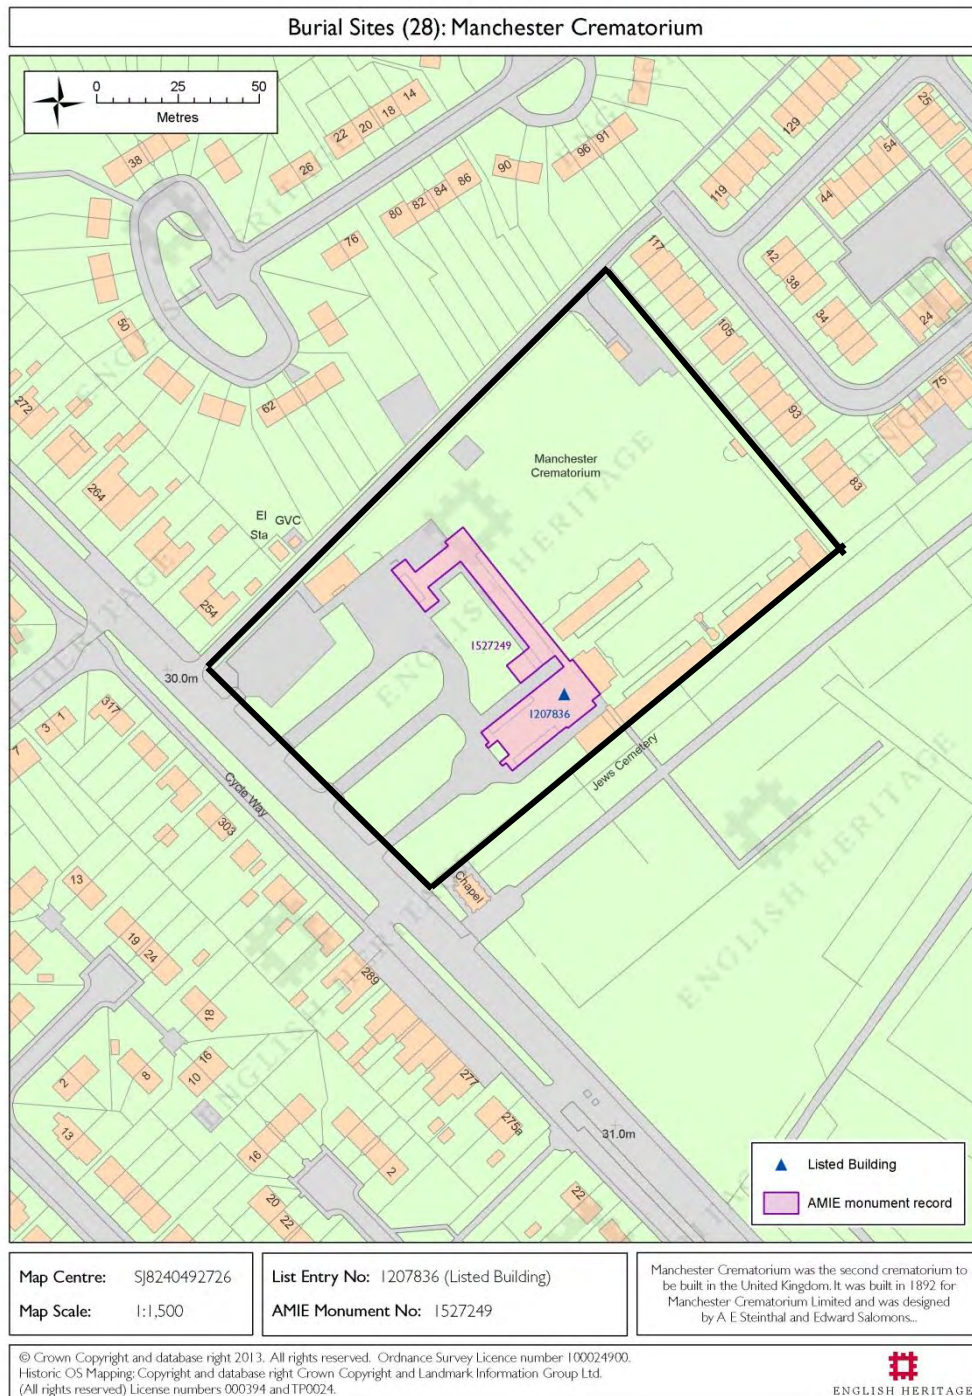 Burial Sites (28): Manchester Crematorium
0 25 50
Metres
14
18
20
22
26
38
90
96 91
86
84
82
80
76
129
119
25
54
44
117
42
38
34
24
105
93
83
75
50
62
272
264
254
El
Sta
GVC
Manchester
Crematorium
1527249
1207836
30.0m
Jews Cemetery
Cycle Way
Chapel
317
3 1
7
303
13
19
24
289
18
16
10
8
2
13
277
275a
31.0m
16
2
20
22
22
ENGLISH HERITAGE
ENGLISH HERITAGE
ENGLISH HERITAGE
ENGLISH HERITAGE
Listed Building
AMIE monument record
Map Centre: SJ8240492726
Map Scale: 1:1,500
List Entry No: 1207836 (Listed Building)
AMIE Monument No: 1527249
Manchester Crematorium was the second crematorium to
be built in the United Kingdom. It was built in 1892 for
Manchester Crematorium Limited and was designed
by A E Steinthal and Edward Salomons...
© Crown Copyright and database right 2013. All rights reserved. Ordnance Survey Licence number 100024900.
Historic OS Mapping: Copyright and database right Crown Copyright and Landmark Information Group Ltd.
(All rights reserved) License numbers 000394 and TP0024.
ENGLISH HERITAGE